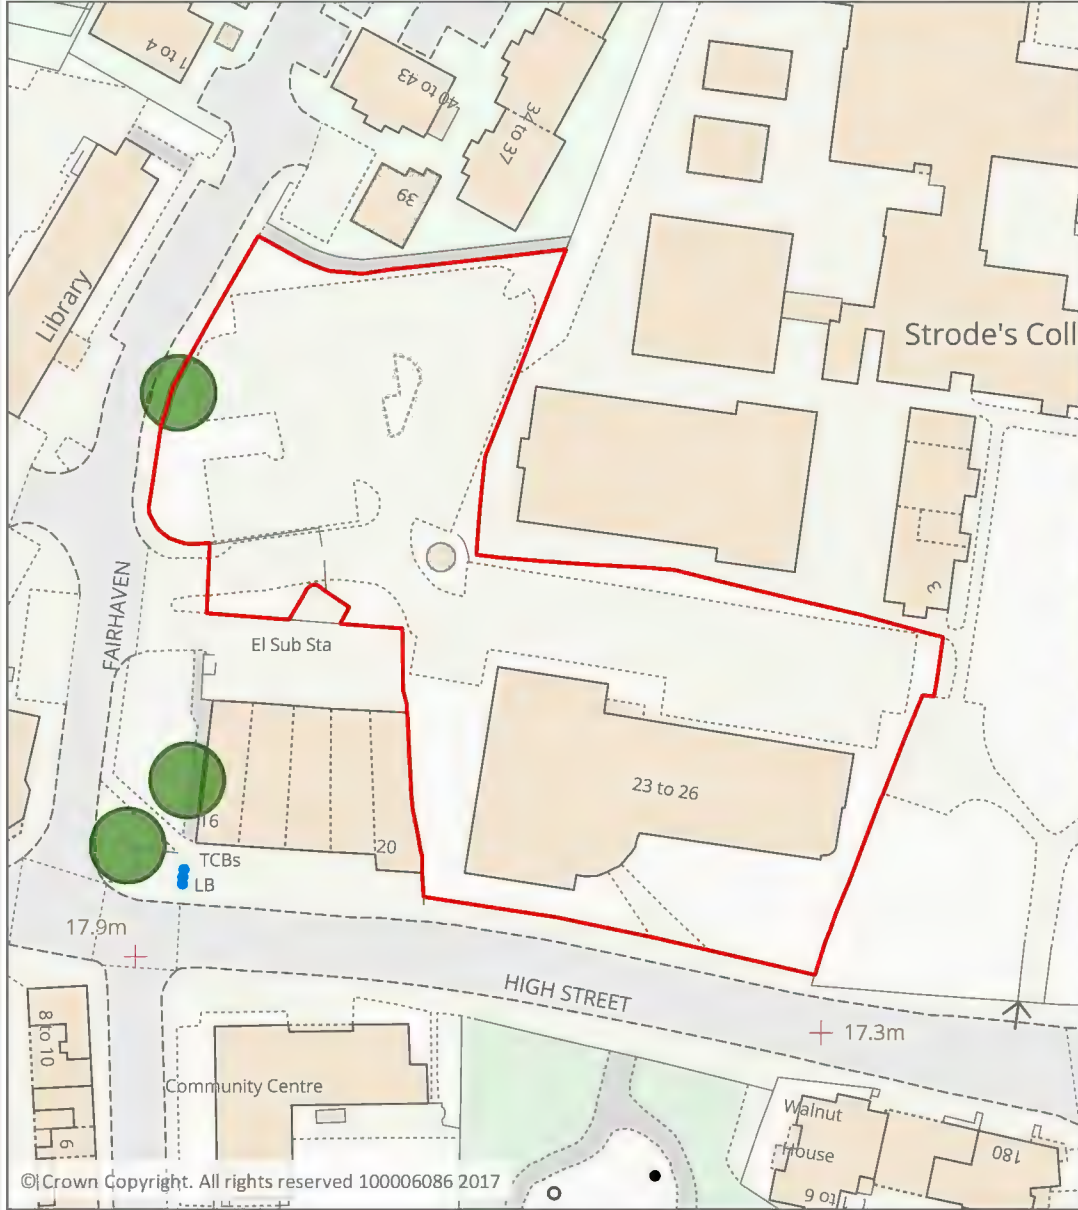 1 to 4
40 to 43
34 to 37
39
Library
Strode's Coll
3
FAIRHAVEN
El Sub Sta
23 to 26
16
20
TCBs
LB
17.9m
HIGH STREET
17.3m
8 to 10
Community Centre
Walnut
House
6
180
1 to 6
© Crown Copyright. All rights reserved 100006086 2017